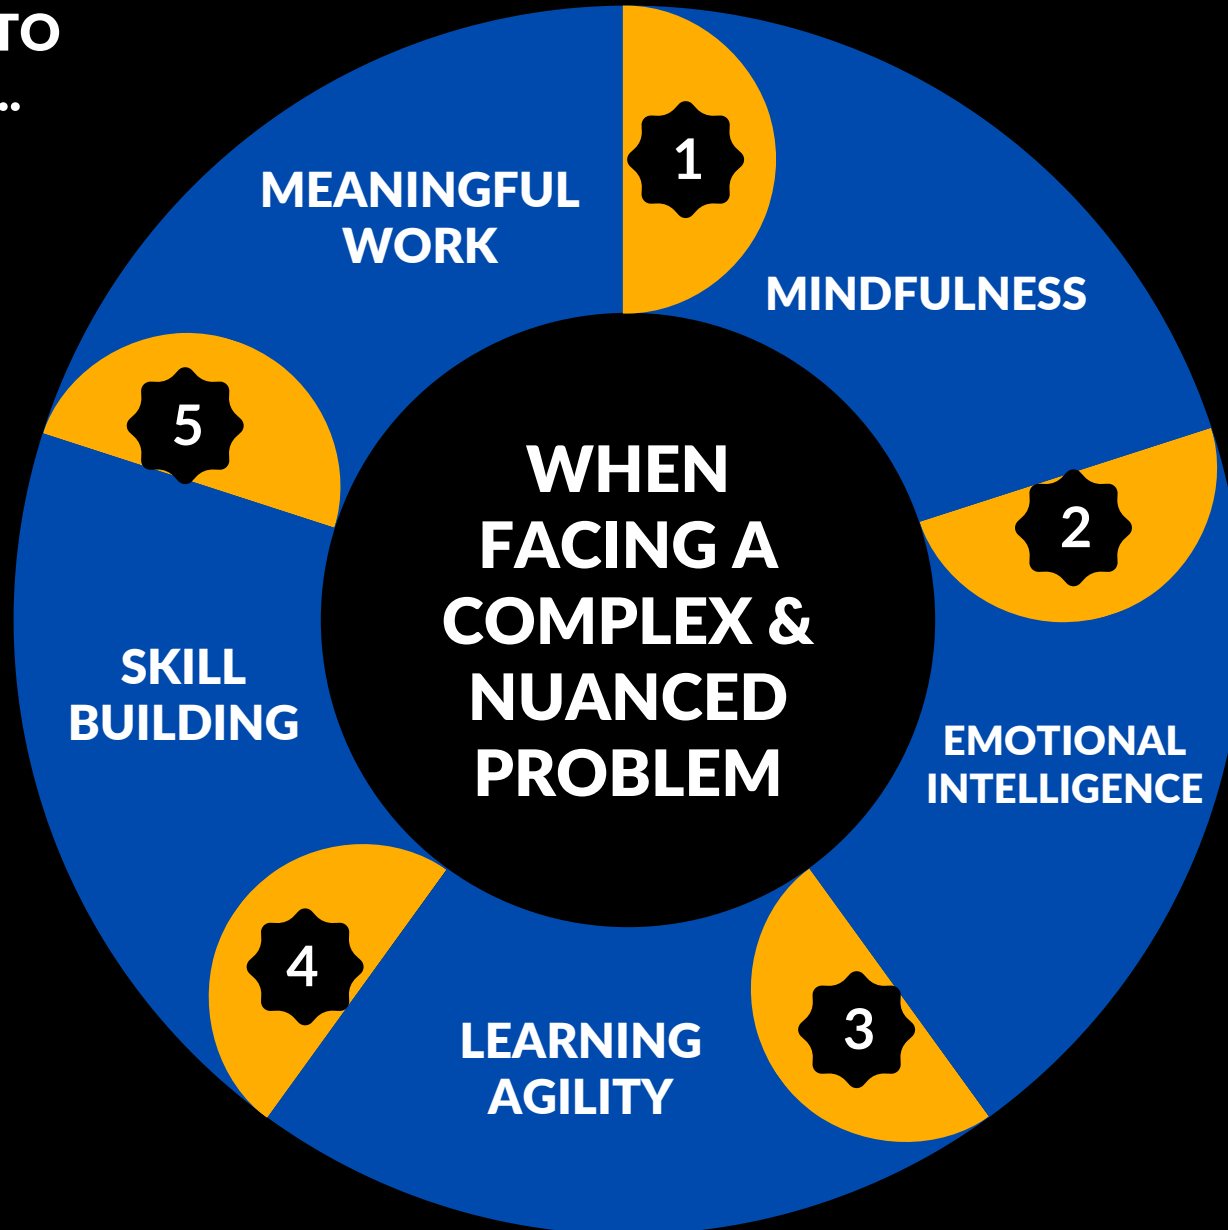 TO
..
1
MINDFULNESS
2
EMOTIONAL
INTELLIGENCE
3
LEARNING
AGILITY
4
SKILL
BUILDING
5
MEANINGFUL
WORK
WHEN
FACING A
COMPLEX &
NUANCED
PROBLEM